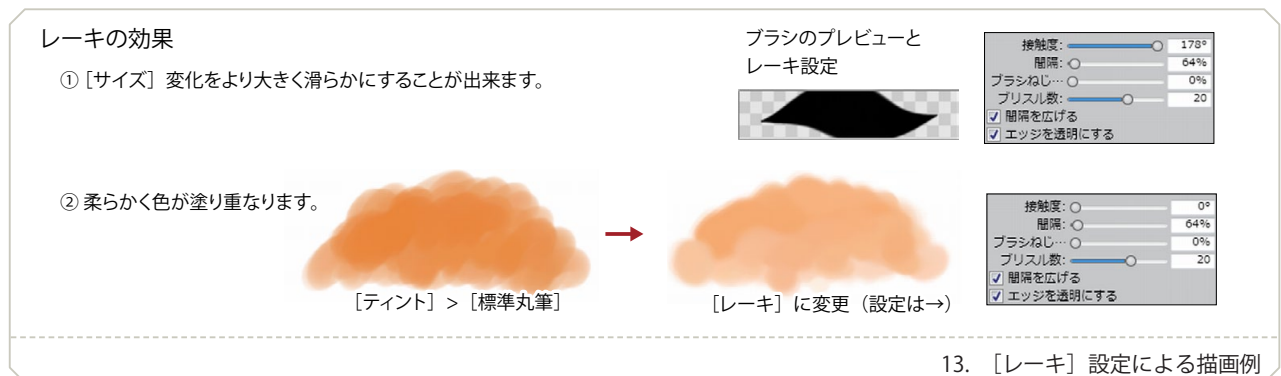 レーキの効果
① [サイズ] 変化をより大きく滑らかにすることが出来ます。
ブラシのプレビューと
レーキ設定
接触度: 178°
間隔: 64%
ブラシねじ… 0%
ブリスル数: 20
間隔を広げる
エッジを透明にする
② 柔らかく色が塗り重なります。
[ティント] > [標準丸筆]
[レーキ] に変更（設定は→）
接触度: 0°
間隔: 64%
ブラシねじ… 0%
ブリスル数: 20
間隔を広げる
エッジを透明にする
13. [レーキ] 設定による描画例